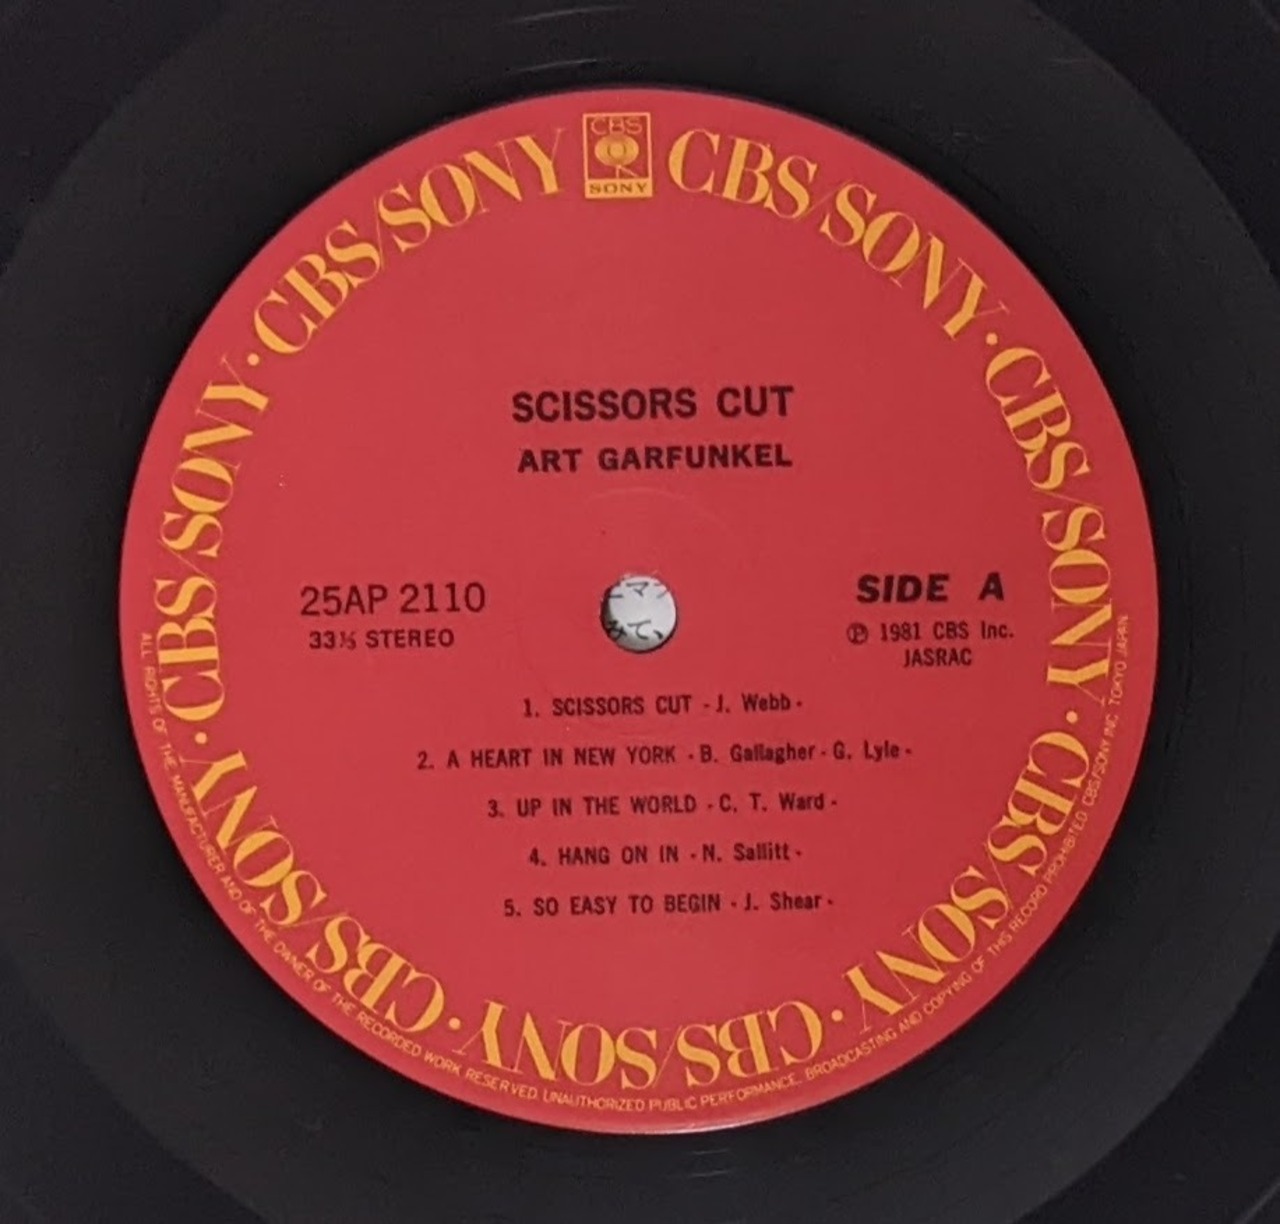 CBS
SONY
CBS/SONY · CBS/SONY · CBS/SONY · CBS/SONY · CBS/SONY · CBS/SONY · CBS/SONY
SCISSORS CUT
ART GARFUNKEL
25AP 2110
33⅓ STEREO
SIDE A
Ⓟ 1981 CBS Inc.
JASRAC
1. SCISSORS CUT - J. Webb -
2. A HEART IN NEW YORK - B. Gallagher - G. Lyle -
3. UP IN THE WORLD - C. T. Ward -
4. HANG ON IN - N. Sallitt -
5. SO EASY TO BEGIN - J. Shear -
ALL RIGHTS OF THE MANUFACTURER AND OF THE OWNER OF THE RECORDED WORK RESERVED. UNAUTHORIZED PUBLIC PERFORMANCE, BROADCASTING AND COPYING OF THIS RECORD PROHIBITED CBS/SONY INC. TOKYO JAPAN